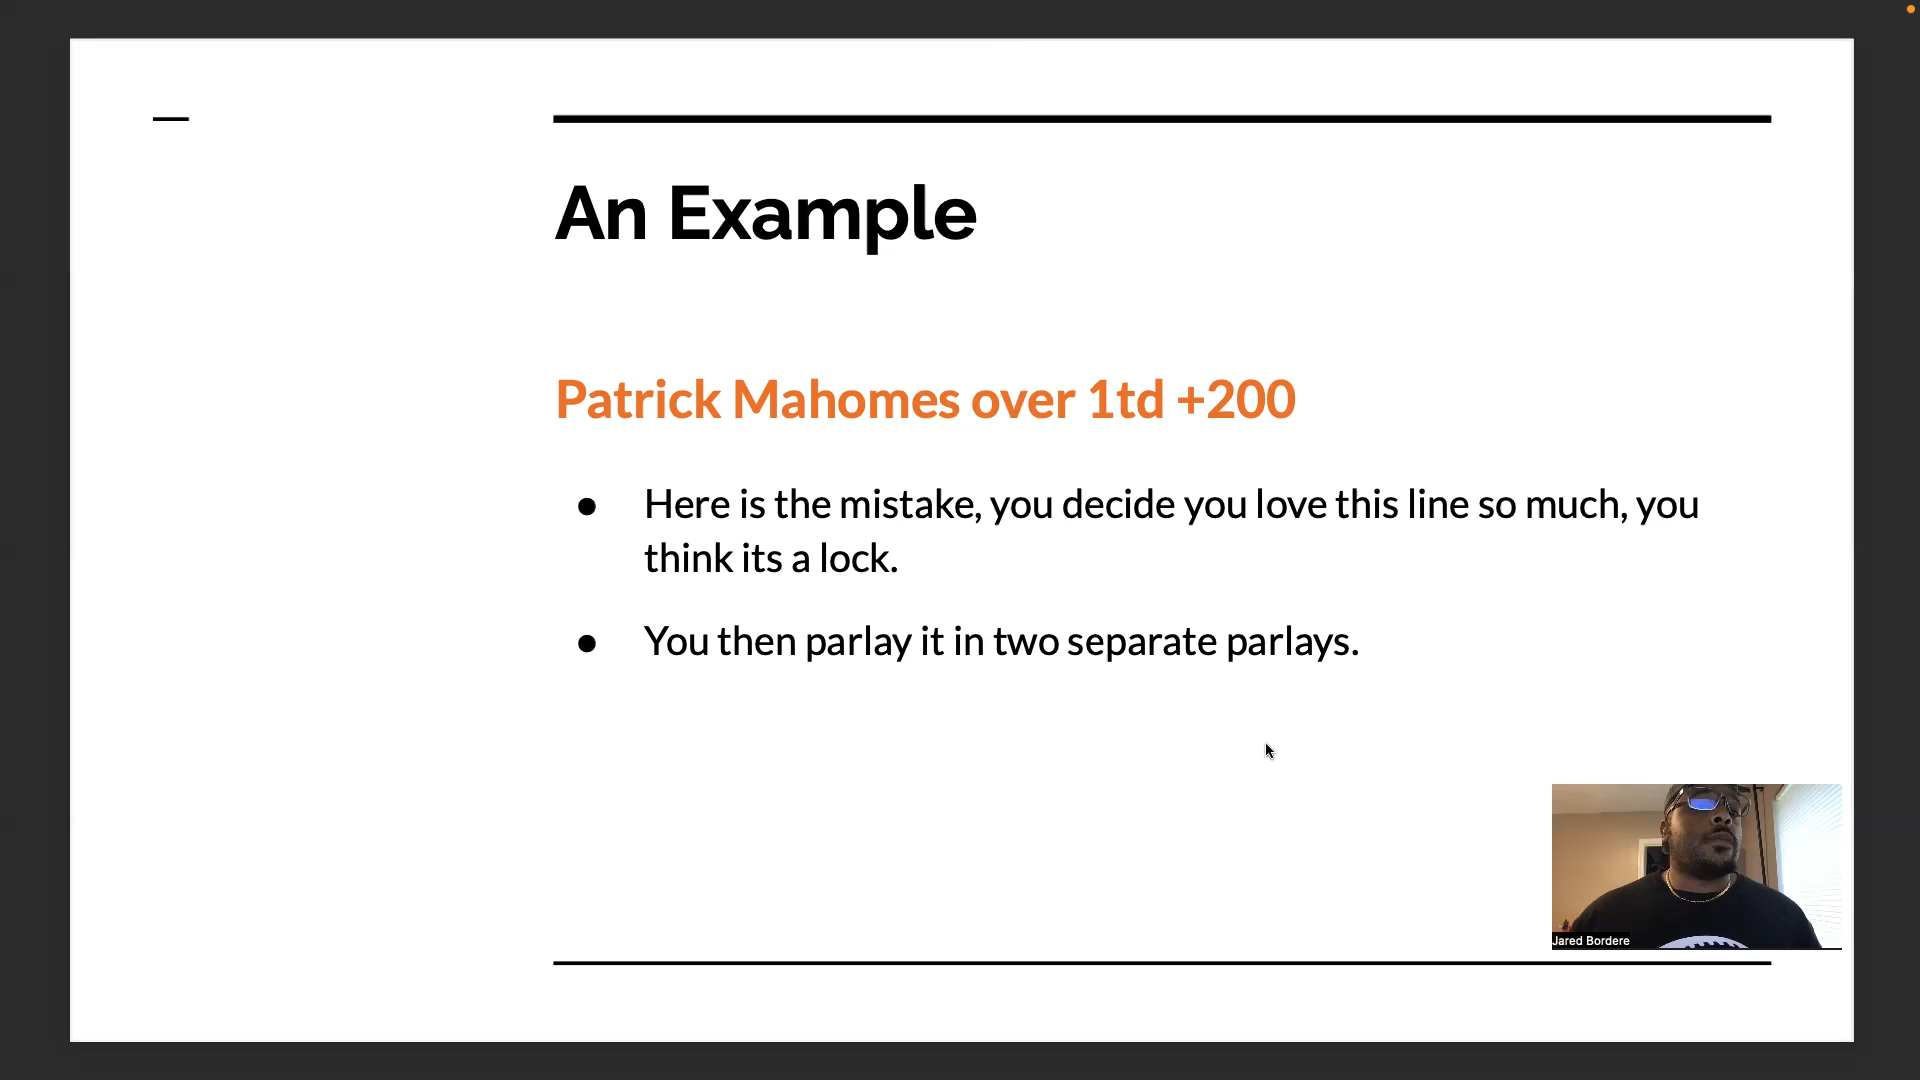 An Example
Patrick Mahomes over 1td +200
● Here is the mistake, you decide you love this line so much, you
think its a lock.
● You then parlay it in two separate parlays.
Jared Bordere